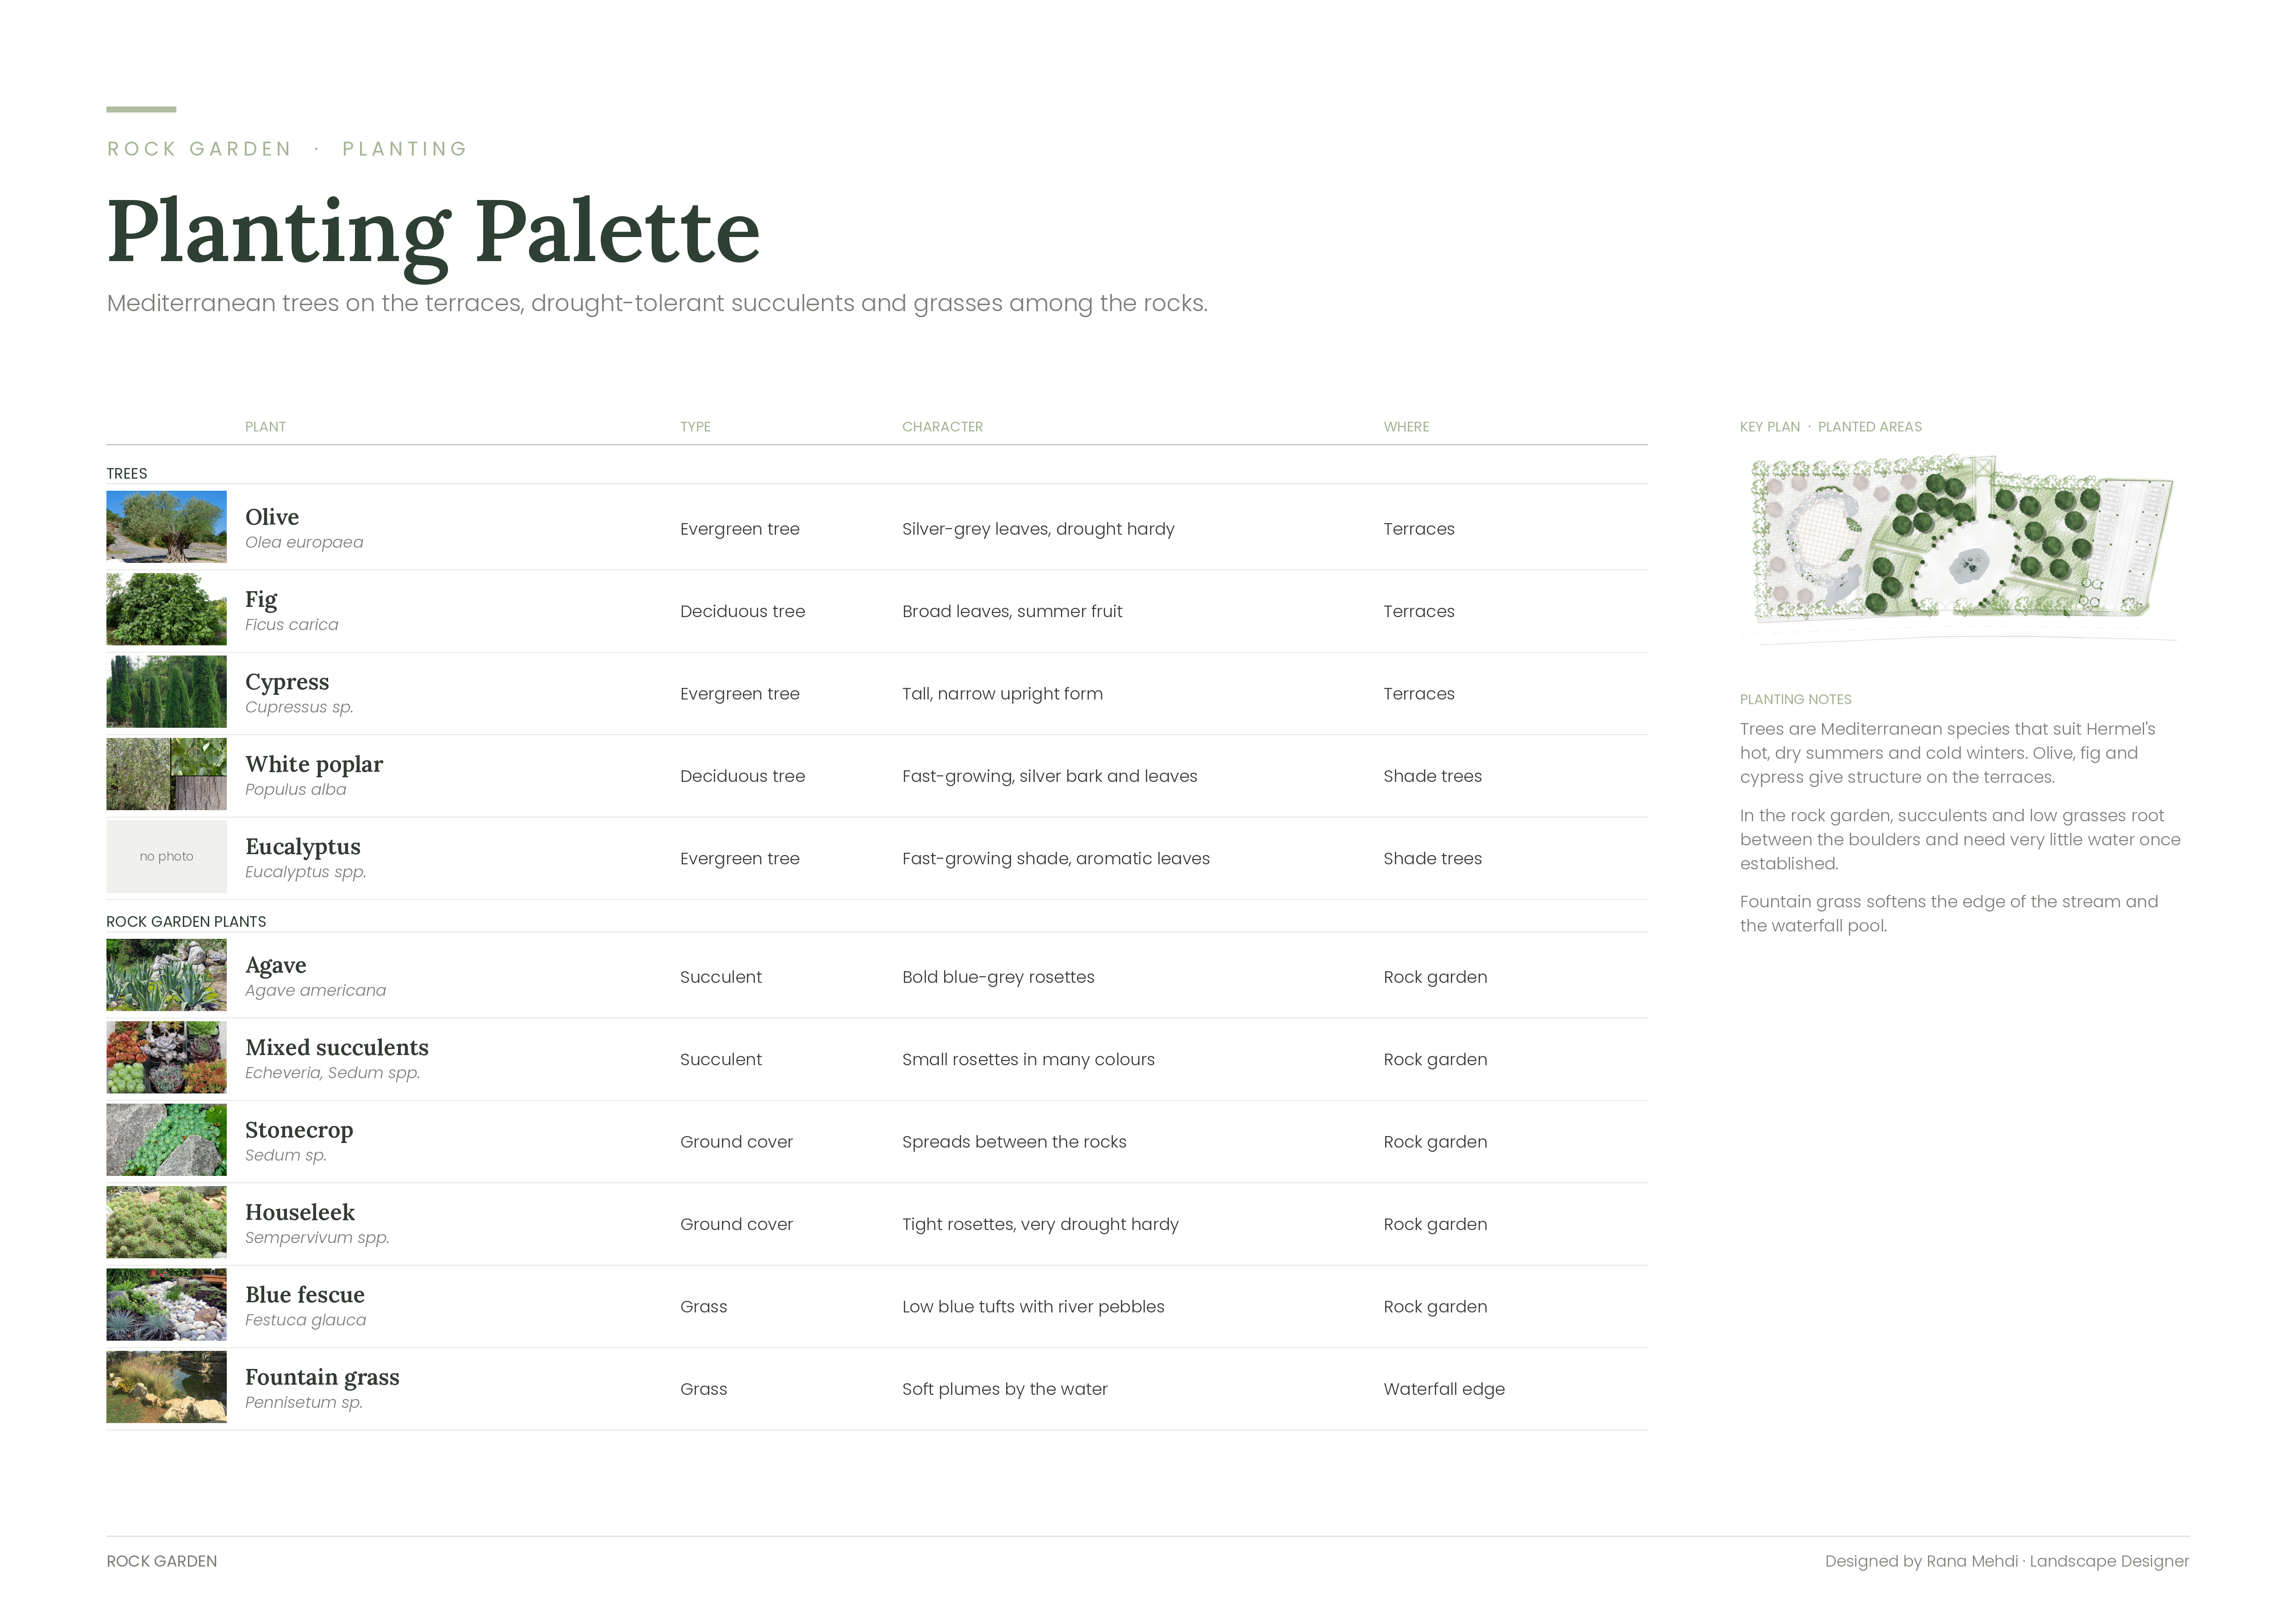 ROCK GARDEN · PLANTING
Planting Palette
Mediterranean trees on the terraces, drought-tolerant succulents and grasses among the rocks.
PLANT TYPE CHARACTER WHERE
TREES
Olive
Olea europaea
Evergreen tree
Silver-grey leaves, drought hardy
Terraces
Fig
Ficus carica
Deciduous tree
Broad leaves, summer fruit
Terraces
Cypress
Cupressus sp.
Evergreen tree
Tall, narrow upright form
Terraces
White poplar
Populus alba
Deciduous tree
Fast-growing, silver bark and leaves
Shade trees
no photo
Eucalyptus
Eucalyptus spp.
Evergreen tree
Fast-growing shade, aromatic leaves
Shade trees
ROCK GARDEN PLANTS
Agave
Agave americana
Succulent
Bold blue-grey rosettes
Rock garden
Mixed succulents
Echeveria, Sedum spp.
Succulent
Small rosettes in many colours
Rock garden
Stonecrop
Sedum sp.
Ground cover
Spreads between the rocks
Rock garden
Houseleek
Sempervivum spp.
Ground cover
Tight rosettes, very drought hardy
Rock garden
Blue fescue
Festuca glauca
Grass
Low blue tufts with river pebbles
Rock garden
Fountain grass
Pennisetum sp.
Grass
Soft plumes by the water
Waterfall edge
KEY PLAN · PLANTED AREAS
PLANTING NOTES
Trees are Mediterranean species that suit Hermel's
hot, dry summers and cold winters. Olive, fig and
cypress give structure on the terraces.
In the rock garden, succulents and low grasses root
between the boulders and need very little water once
established.
Fountain grass softens the edge of the stream and
the waterfall pool.
ROCK GARDEN
Designed by Rana Mehdi · Landscape Designer